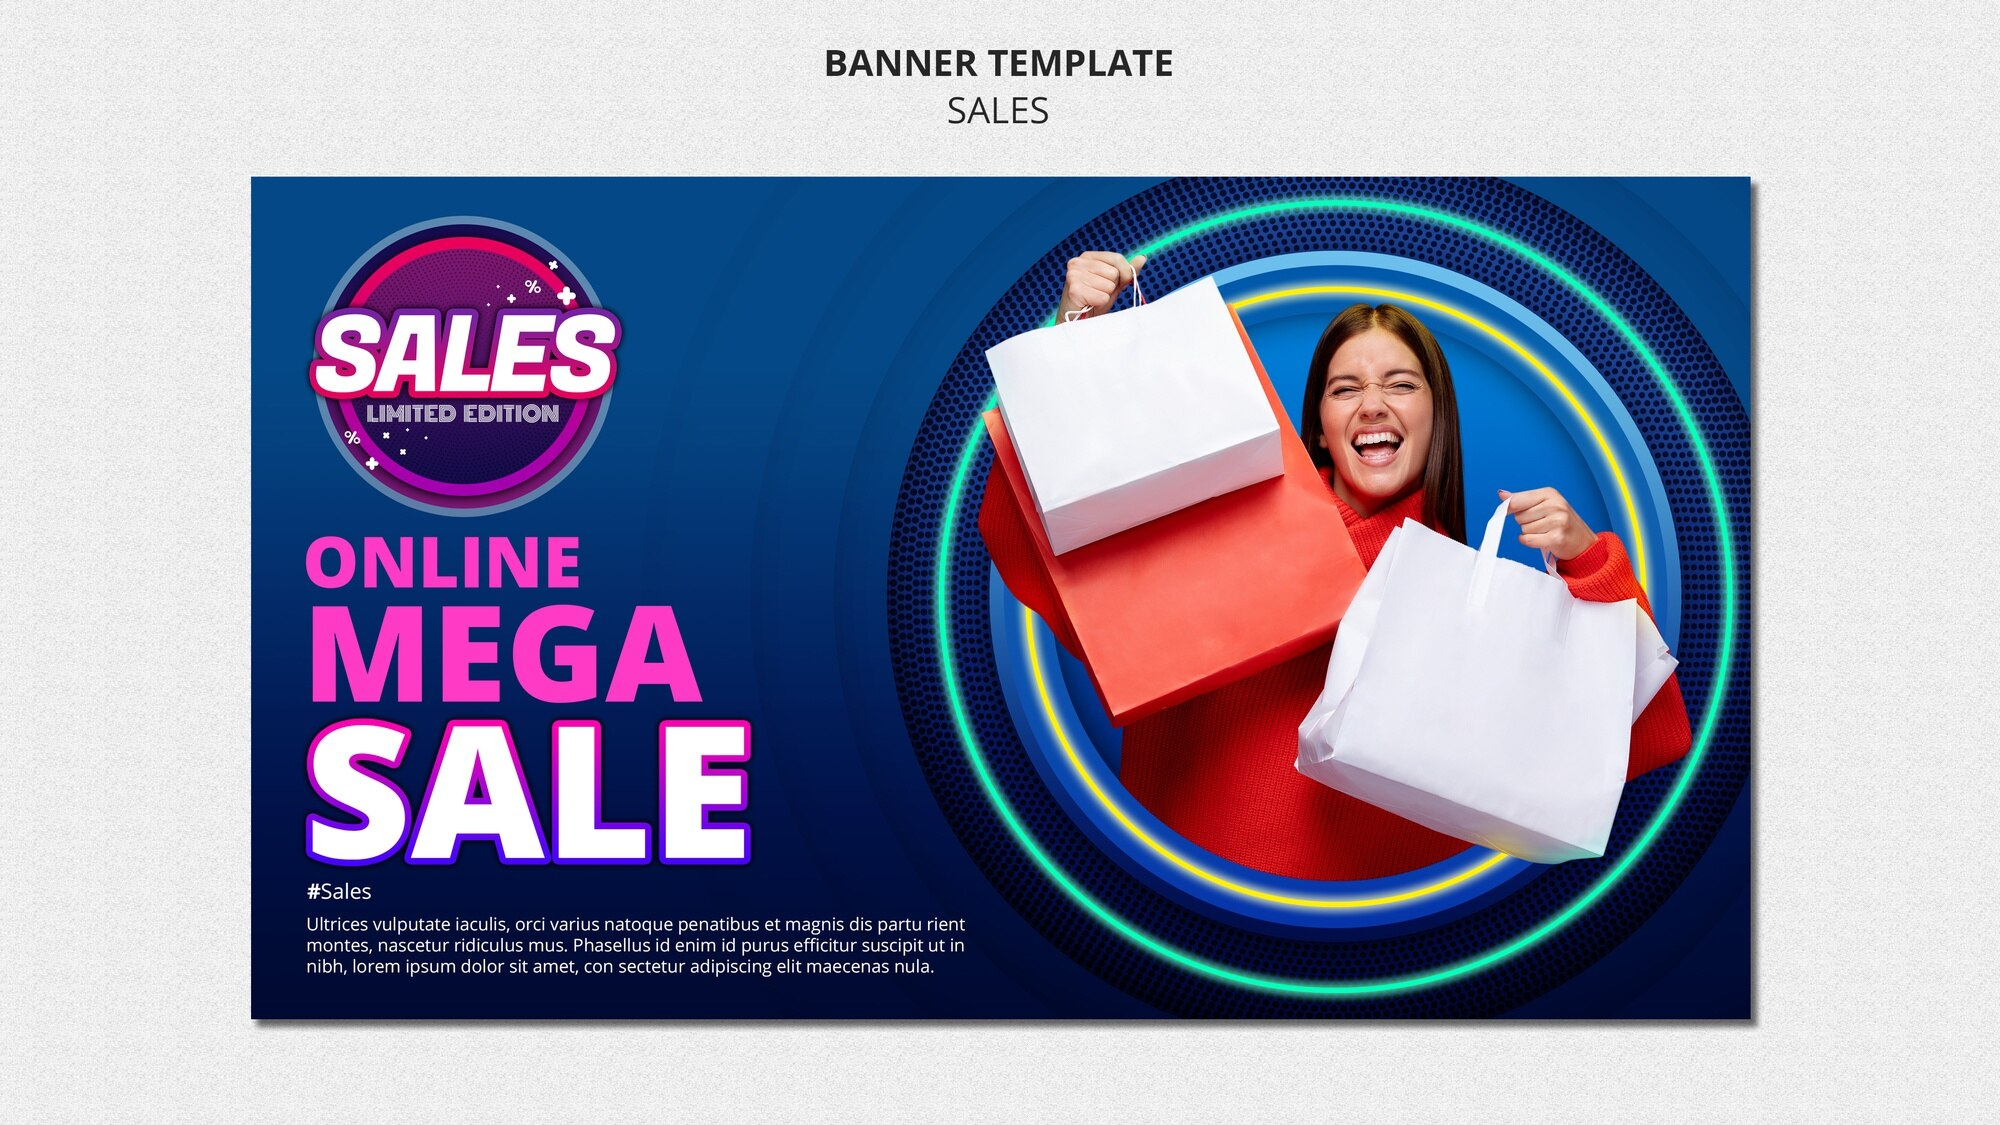 BANNER TEMPLATE
SALES
%
SALES
LIMITED EDITION
%
ONLINE
MEGA
SALE
#Sales
Ultrices vulputate iaculis, orci varius natoque penatibus et magnis dis partu rient
montes, nascetur ridiculus mus. Phasellus id enim id purus efficitur suscipit ut in
nibh, lorem ipsum dolor sit amet, con sectetur adipiscing elit maecenas nula.